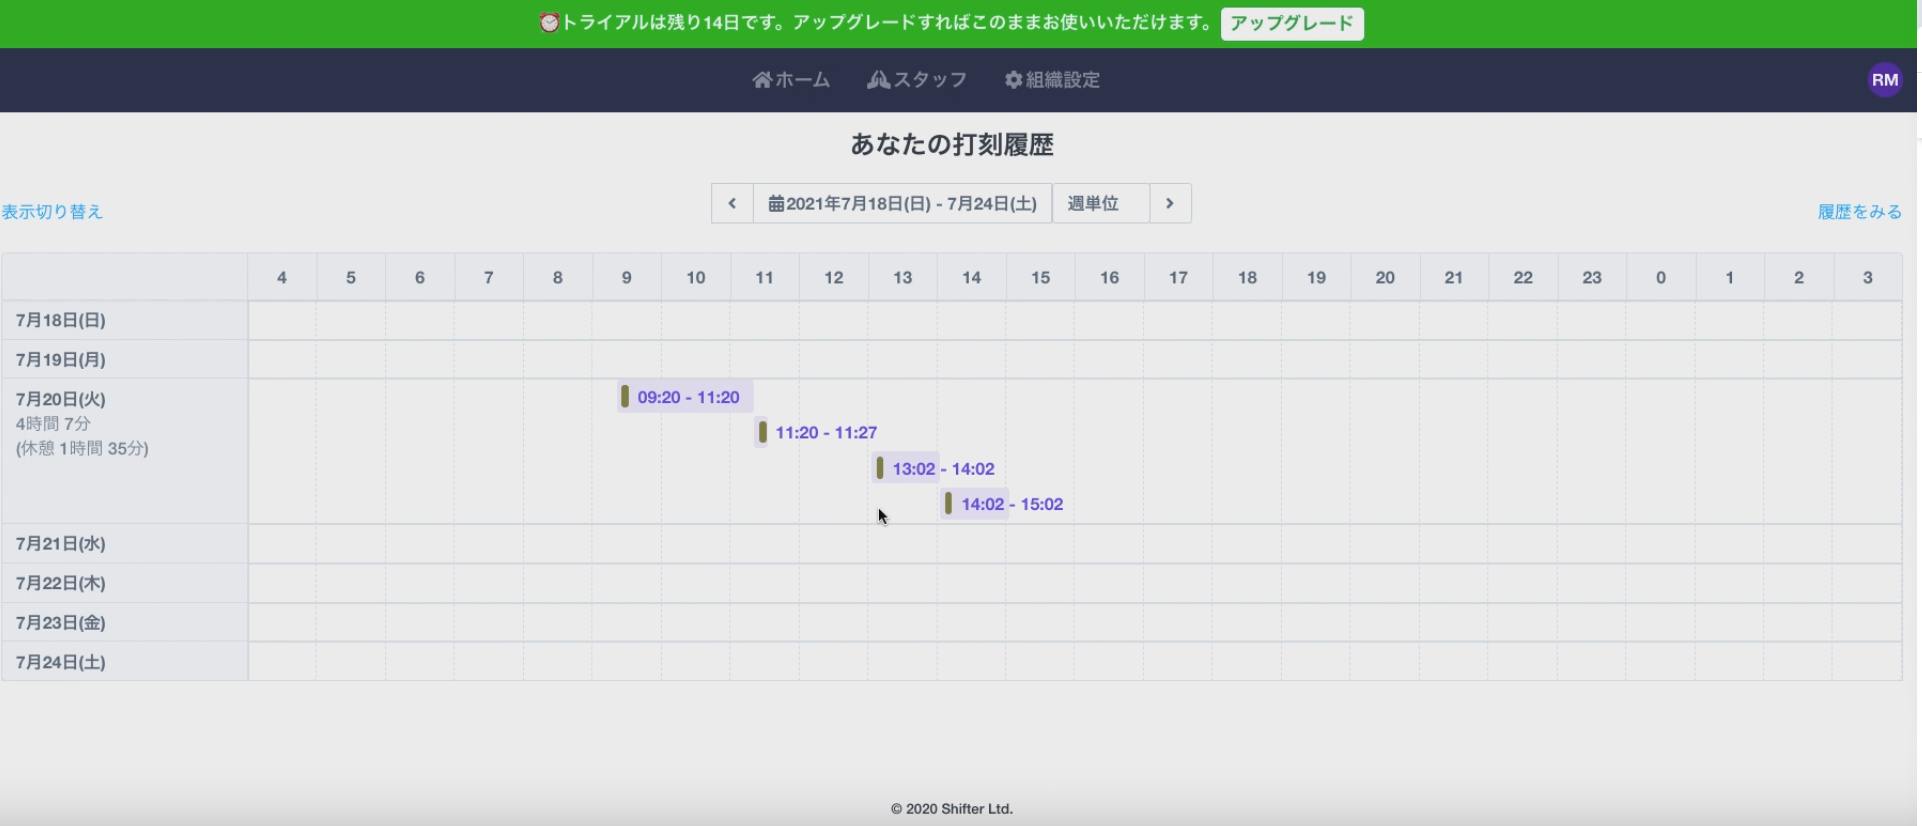 トライアルは残り14日です。アップグレードすればこのままお使いいただけます。 アップグレード
ホーム スタッフ 組織設定 RM
あなたの打刻履歴
表示切り替え 2021年7月18日(日) - 7月24日(土) 週単位 履歴をみる
4 5 6 7 8 9 10 11 12 13 14 15 16 17 18 19 20 21 22 23 0 1 2 3
7月18日(日)
7月19日(月)
7月20日(火) 09:20 - 11:20
4時間 7分 11:20 - 11:27
(休憩 1時間 35分)
13:02 - 14:02
14:02 - 15:02
7月21日(水)
7月22日(木)
7月23日(金)
7月24日(土)
© 2020 Shifter Ltd.